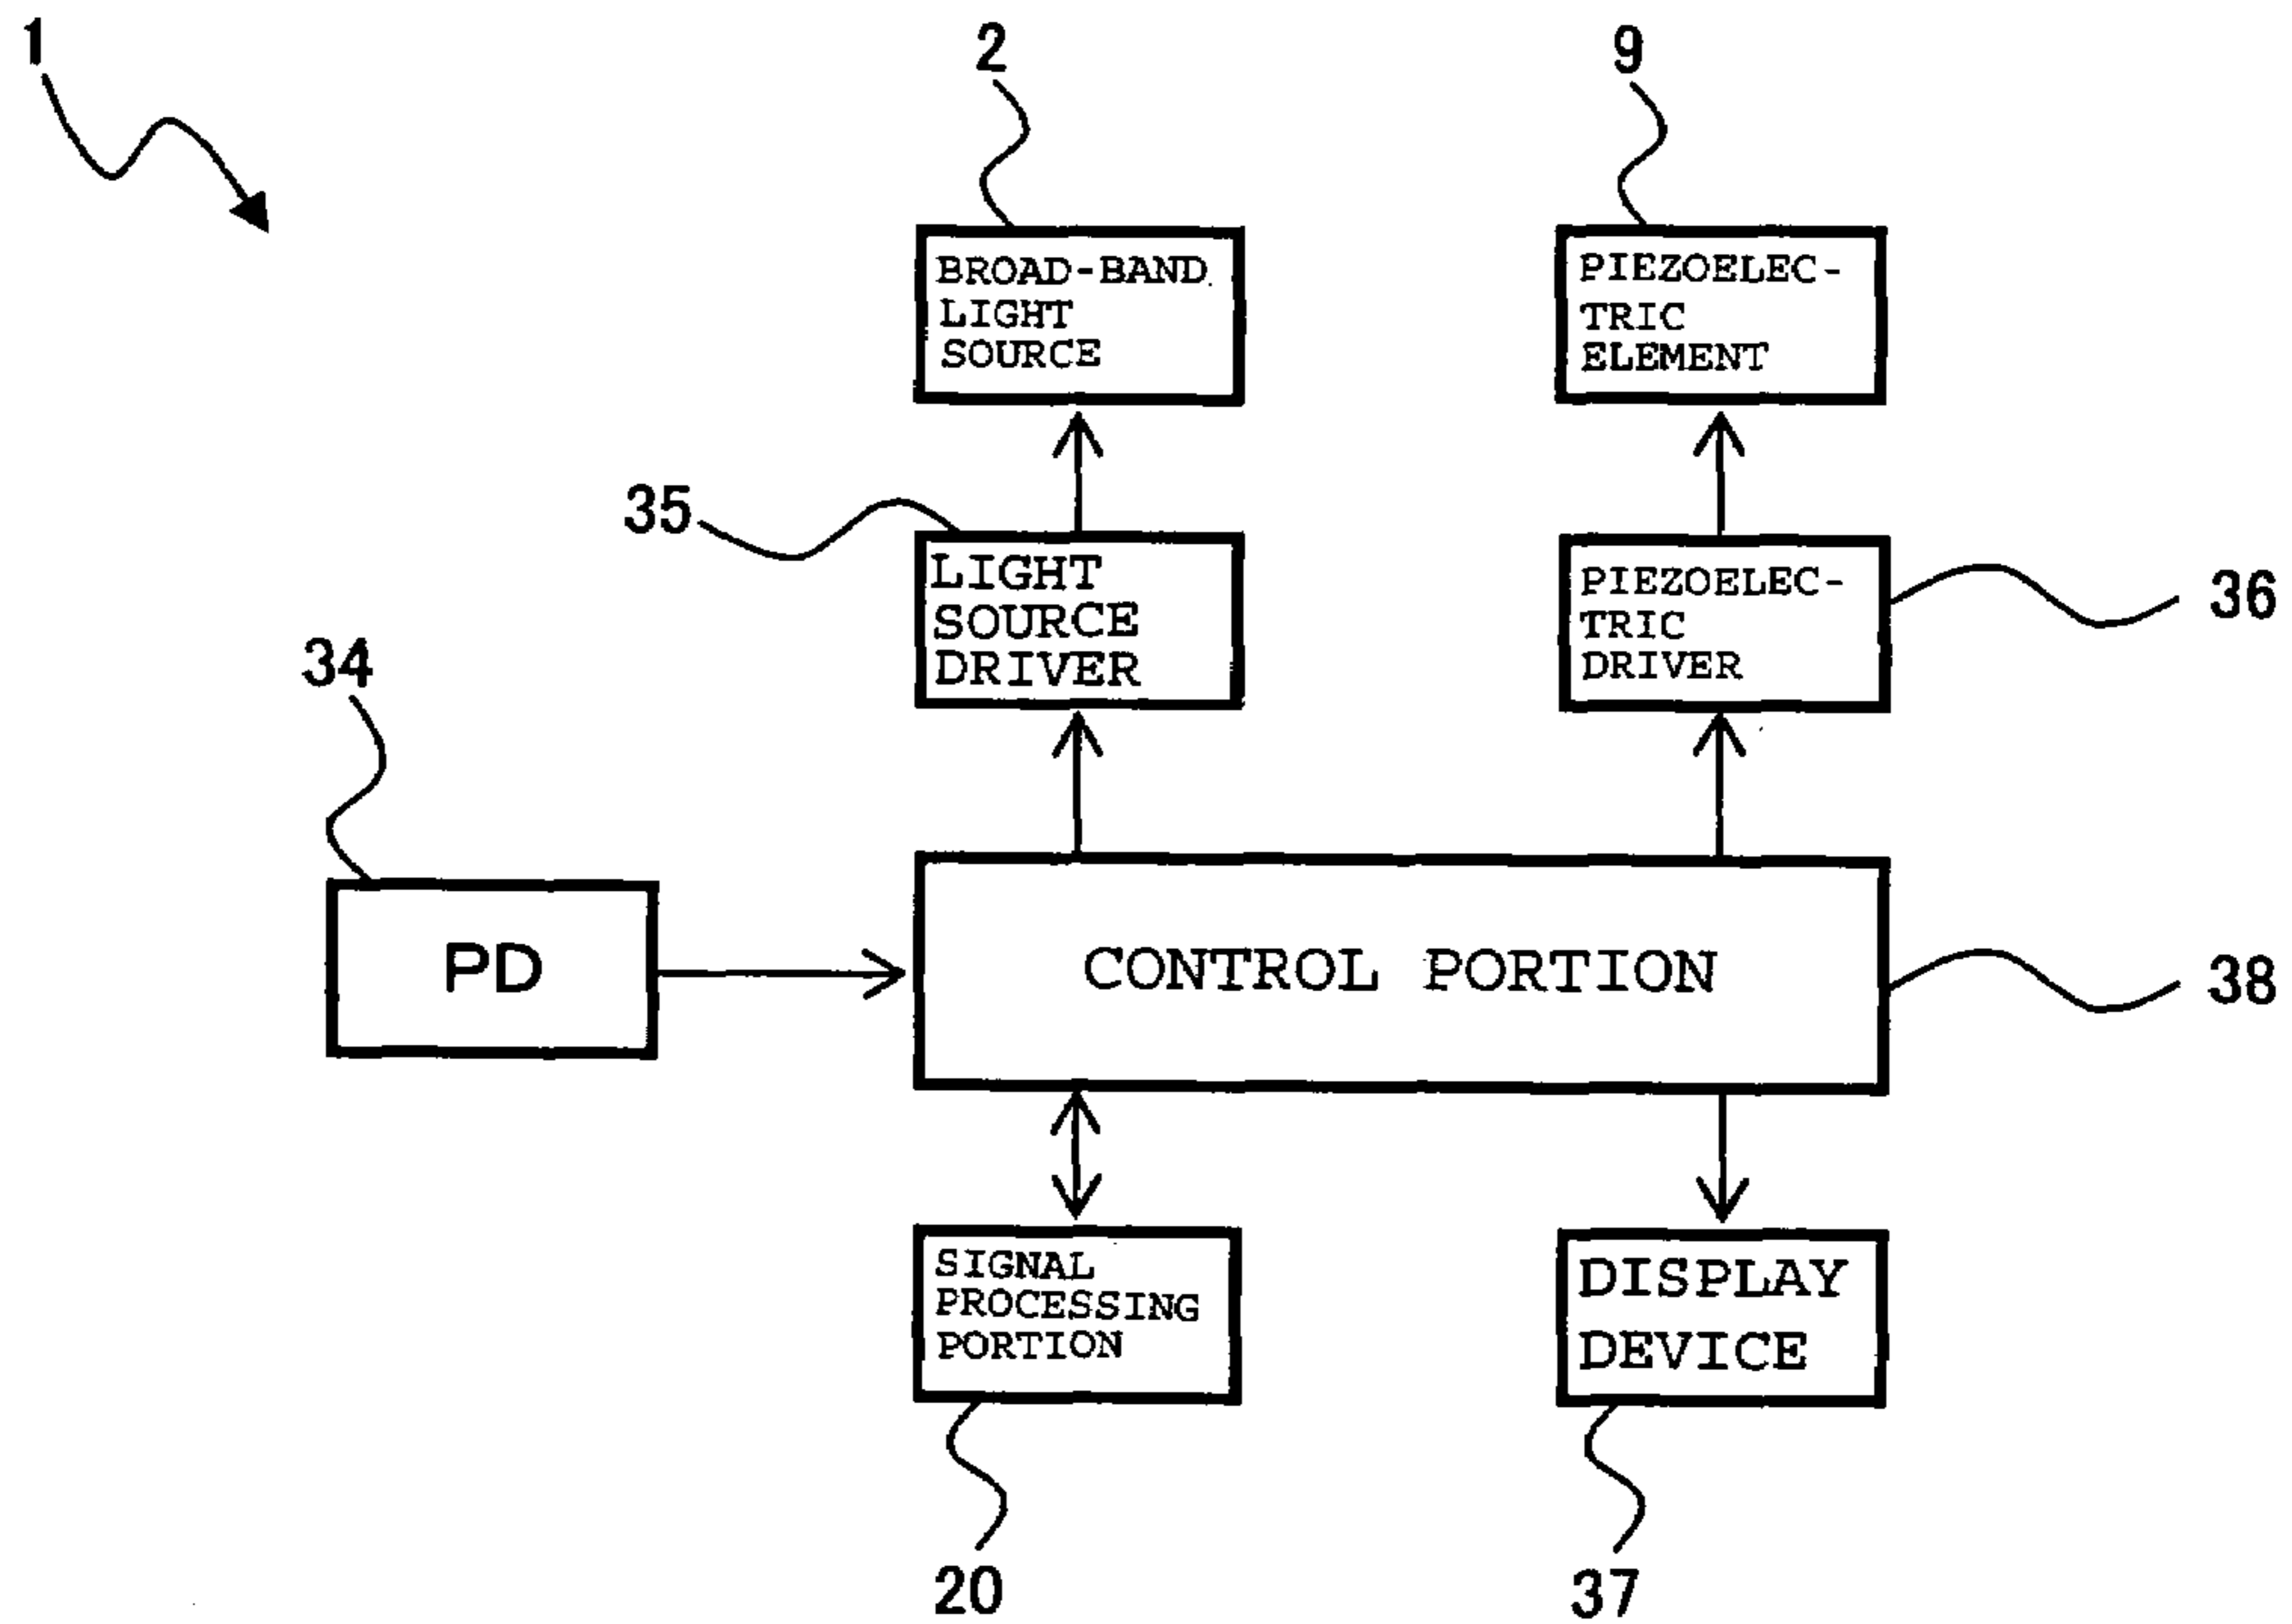 1
2
9
BROAD-BAND
LIGHT
SOURCE
PIEZOELEC-
TRIC
ELEMENT
35
LIGHT
SOURCE
DRIVER
PIEZOELEC-
TRIC
DRIVER
36
34
PD
CONTROL PORTION
38
SIGNAL
PROCESSING
PORTION
DISPLAY
DEVICE
20
37